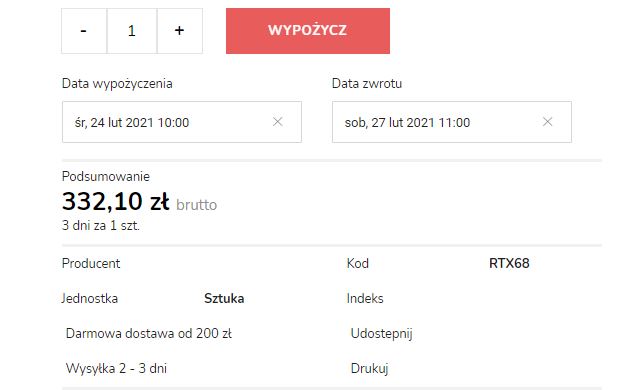 - 1 + WYPOŻYCZ
Data wypożyczenia Data zwrotu
śr, 24 lut 2021 10:00 sob, 27 lut 2021 11:00
Podsumowanie
332,10 zł brutto
3 dni za 1 szt.
Producent Kod RTX68
Jednostka Sztuka Indeks
Darmowa dostawa od 200 zł Udostepnij
Wysyłka 2 - 3 dni Drukuj